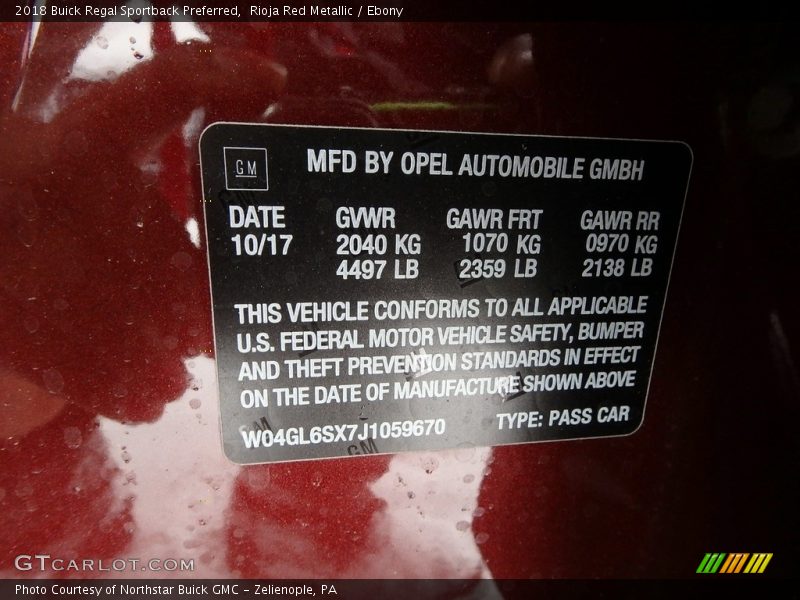 2018 Buick Regal Sportback Preferred,  Rioja Red Metallic / Ebony
GM
MFD BY OPEL AUTOMOBILE GMBH
DATE GVWR GAWR FRT GAWR RR
10/17 2040 KG 1070 KG 0970 KG
4497 LB 2359 LB 2138 LB
THIS VEHICLE CONFORMS TO ALL APPLICABLE
U.S. FEDERAL MOTOR VEHICLE SAFETY, BUMPER
AND THEFT PREVENTION STANDARDS IN EFFECT
ON THE DATE OF MANUFACTURE SHOWN ABOVE
W04GL6SX7J1059670 TYPE: PASS CAR
GTCARLOT.COM
Photo Courtesy of Northstar Buick GMC – Zelienople, PA